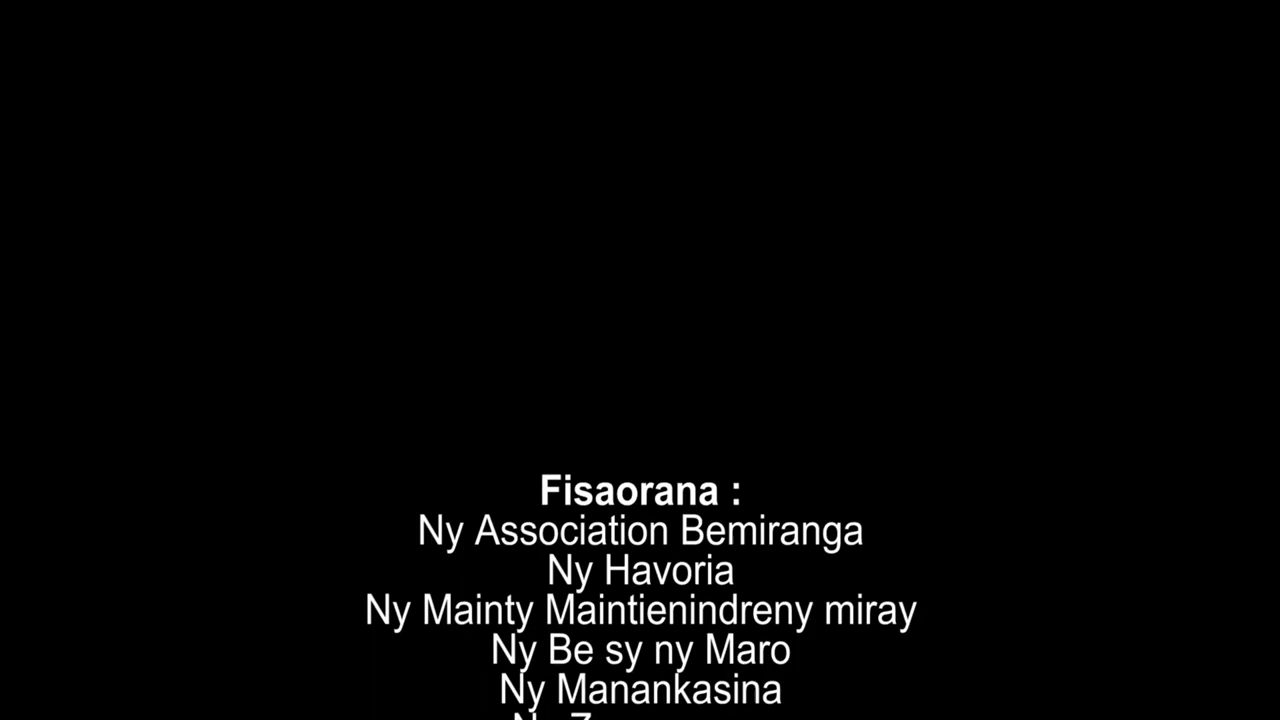 Fisaorana :
Ny Association Bemiranga
Ny Havoria
Ny Mainty Maintienindreny miray
Ny Be sy ny Maro
Ny Manankasina